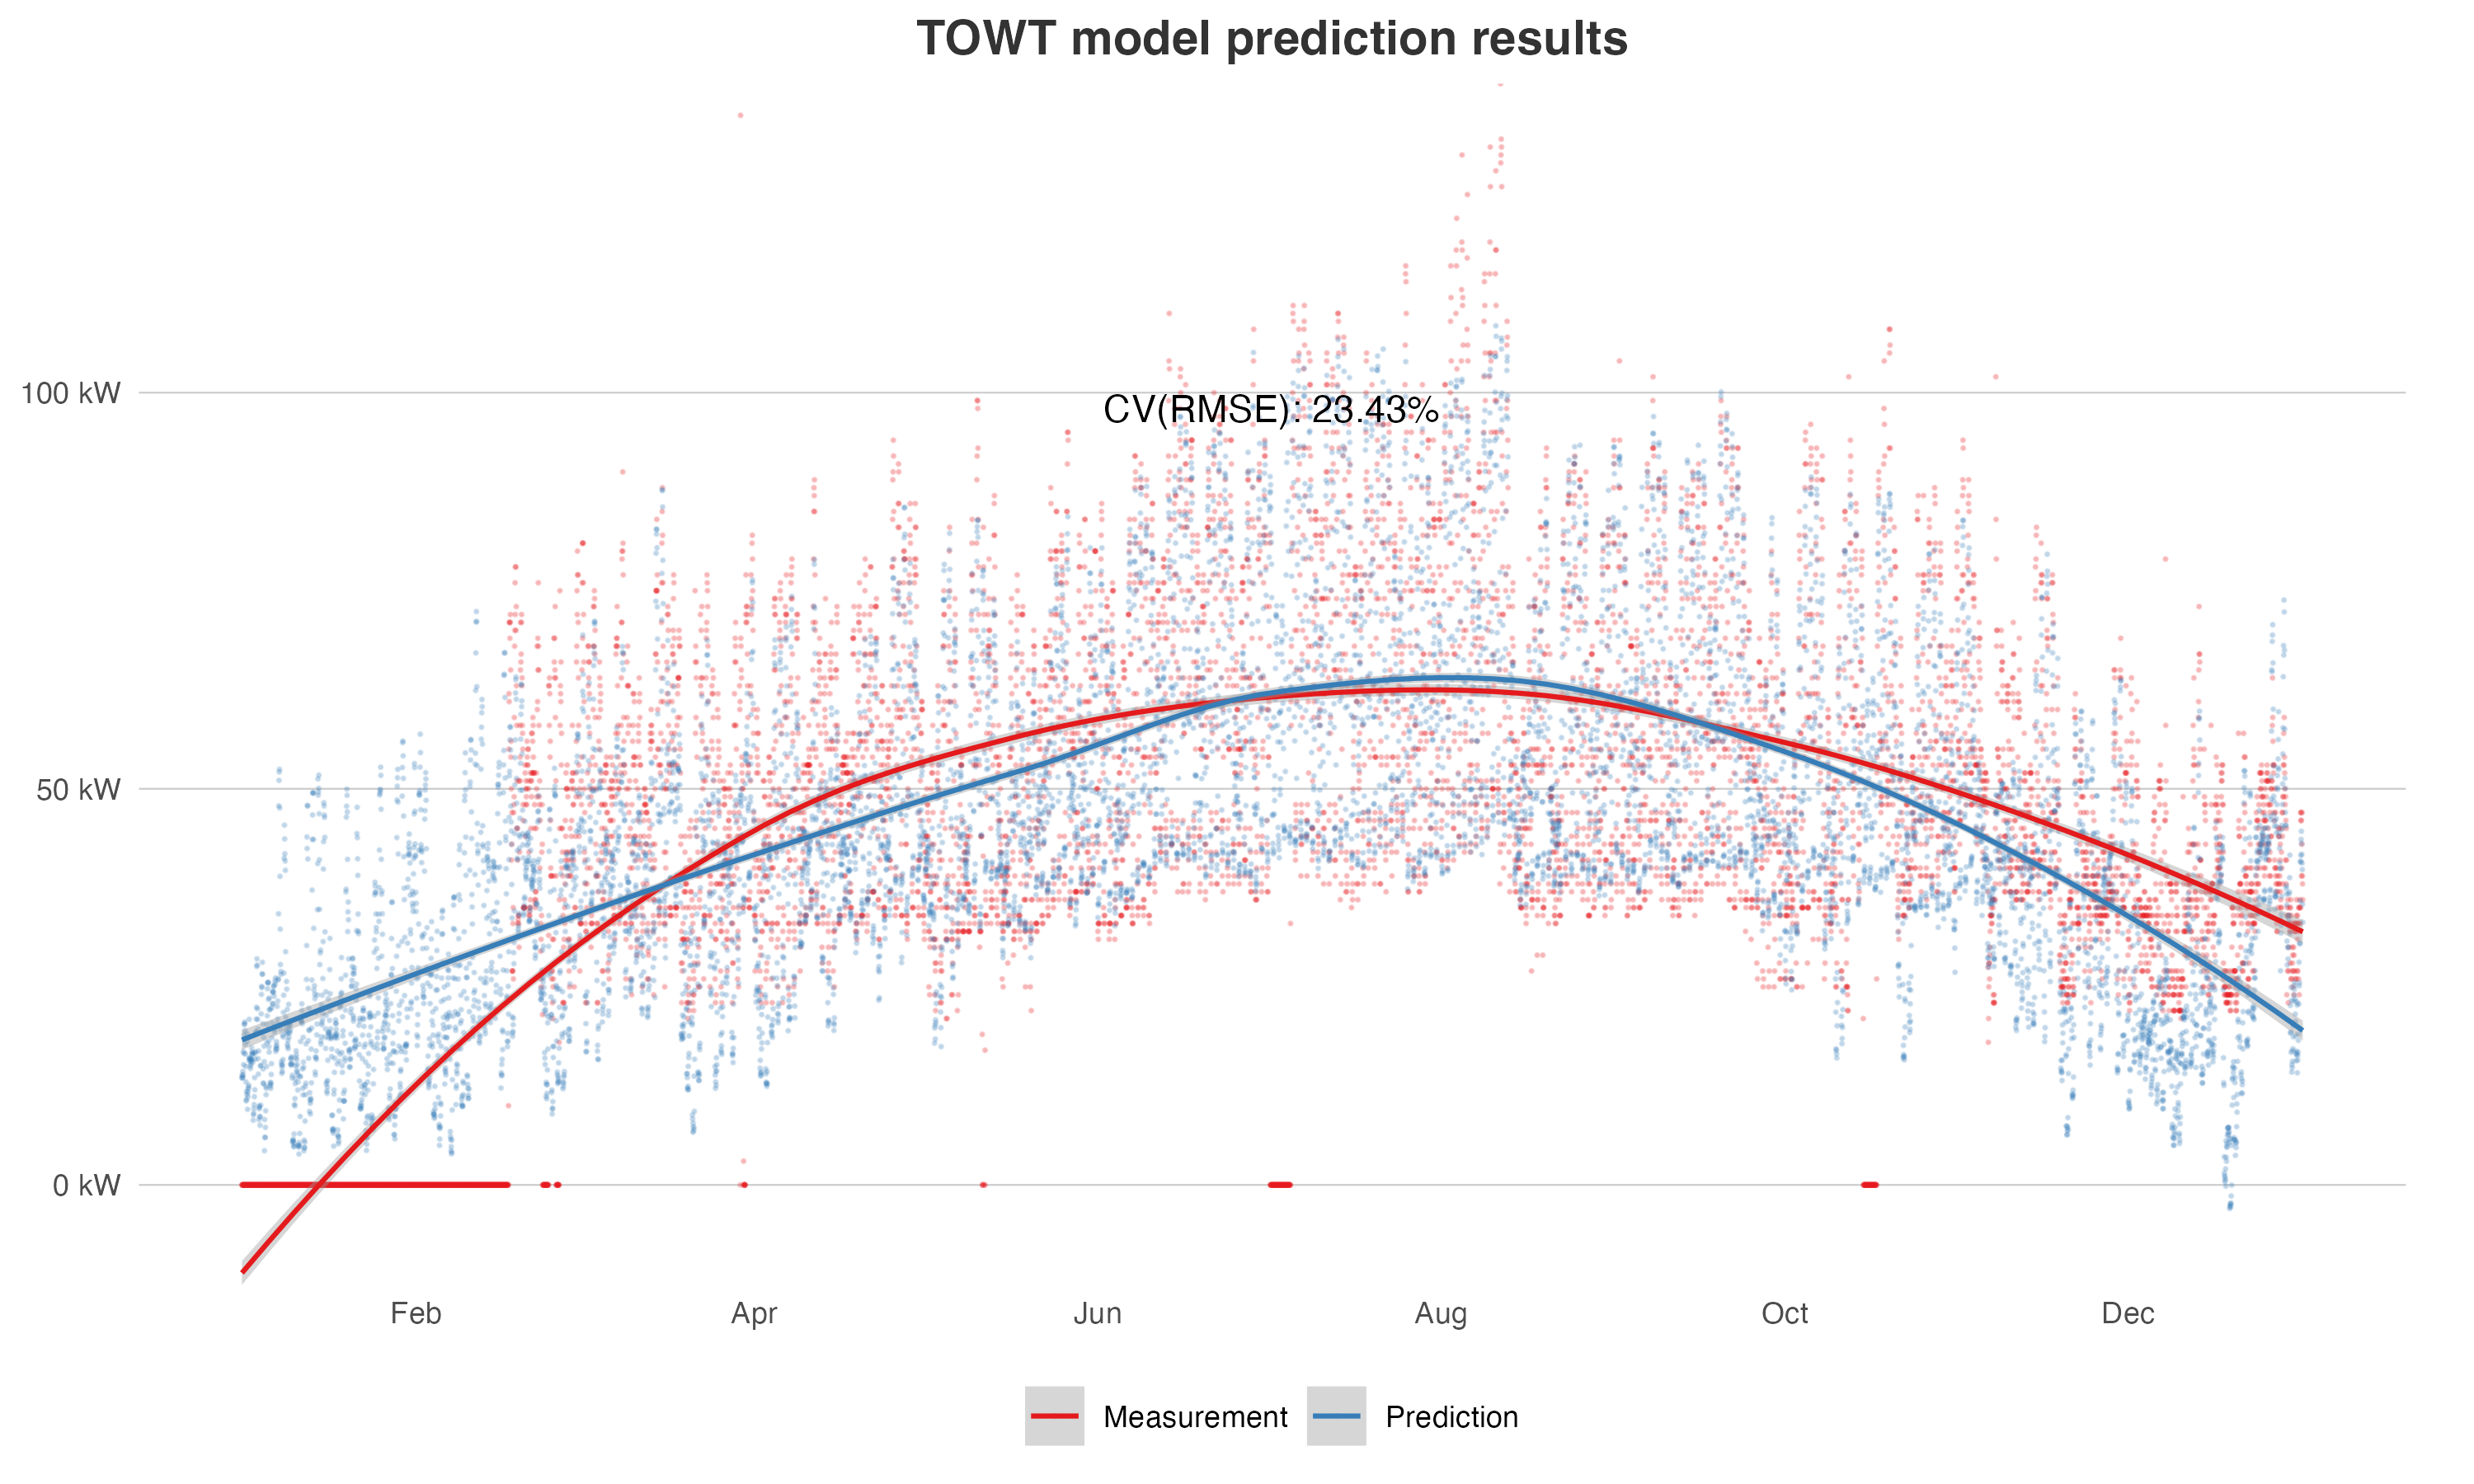 TOWT model prediction results
100 kW
CV(RMSE): 23.43%
50 kW
0 kW
Feb Apr Jun Aug Oct Dec
Measurement Prediction